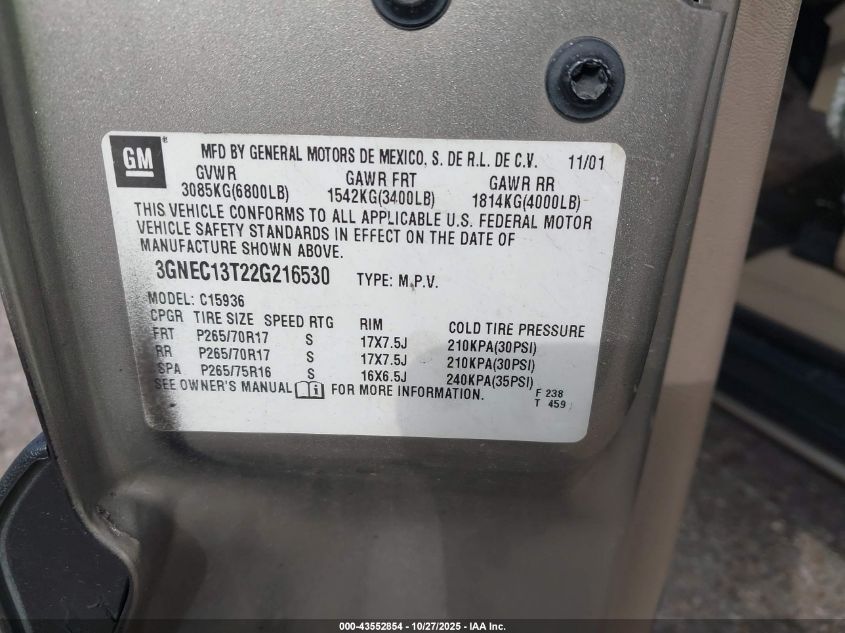 GM
MFD BY GENERAL MOTORS DE MEXICO, S. DE R.L. DE C.V. 11/01
GVWR GAWR FRT GAWR RR
3085KG(6800LB) 1542KG(3400LB) 1814KG(4000LB)
THIS VEHICLE CONFORMS TO ALL APPLICABLE U.S. FEDERAL MOTOR
VEHICLE SAFETY STANDARDS IN EFFECT ON THE DATE OF
MANUFACTURE SHOWN ABOVE.
3GNEC13T22G216530 TYPE: M.P.V.
MODEL: C15936
CPGR TIRE SIZE SPEED RTG RIM COLD TIRE PRESSURE
FRT P265/70R17 S 17X7.5J 210KPA(30PSI)
RR P265/70R17 S 17X7.5J 210KPA(30PSI)
SPA P265/75R16 S 16X6.5J 240KPA(35PSI)
SEE OWNER'S MANUAL FOR MORE INFORMATION.
F 238
T 459
000-43552854 | 10/27/2025 - IAA Inc.